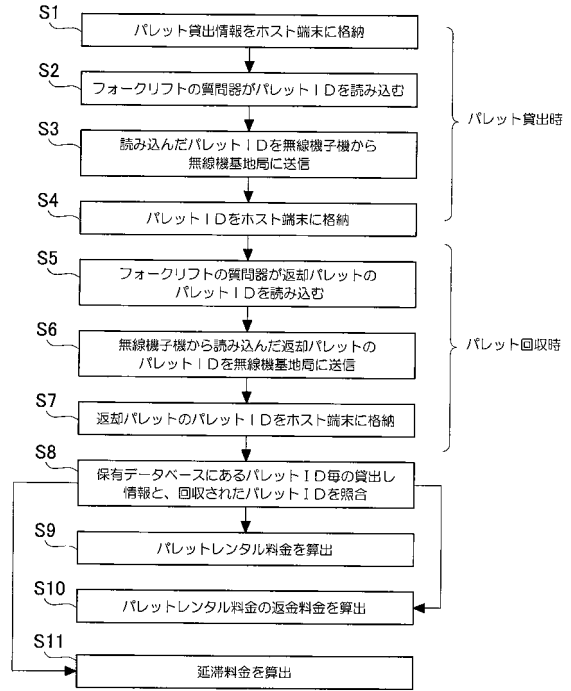 S1
パレット貸出情報をホスト端末に格納
S2
フォークリフトの質問器がパレットIDを読み込む
S3
読み込んだパレットIDを無線機子機から
無線機基地局に送信
S4
パレットIDをホスト端末に格納
パレット貸出時
S5
フォークリフトの質問器が返却パレットの
パレットIDを読み込む
S6
無線機子機から読み込んだ返却パレットの
パレットIDを無線機基地局に送信
S7
返却パレットのパレットIDをホスト端末に格納
パレット回収時
S8
保有データベースにあるパレットID毎の貸出し
情報と、回収されたパレットIDを照合
S9
パレットレンタル料金を算出
S10
パレットレンタル料金の返金料金を算出
S11
延滞料金を算出